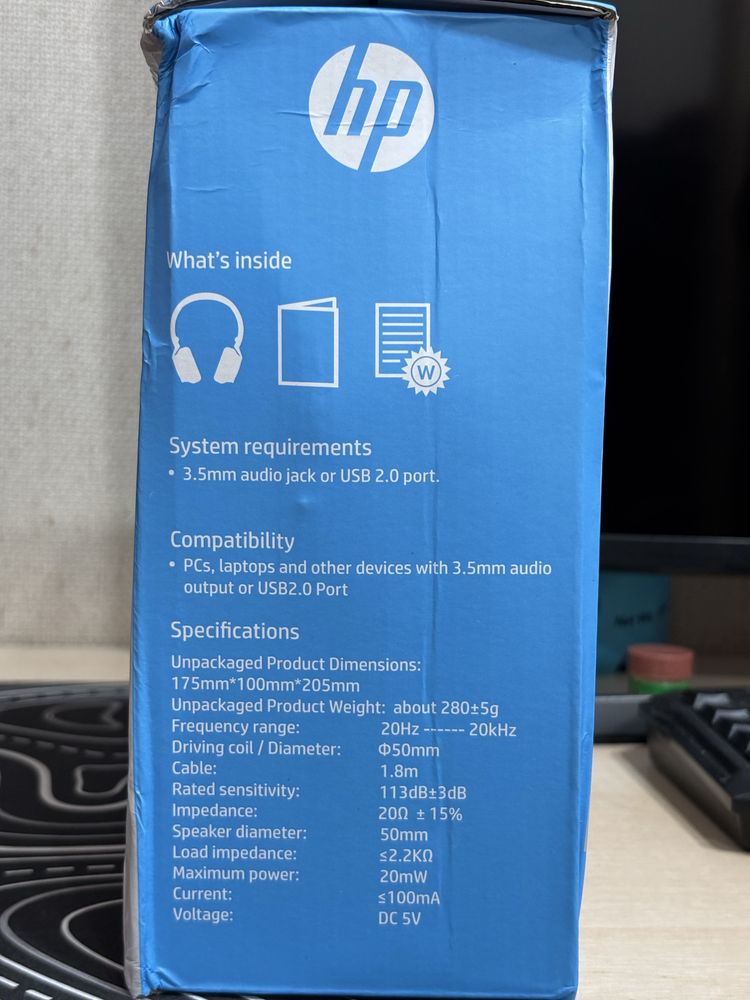 hp
What's inside
W
System requirements
• 3.5mm audio jack or USB 2.0 port.
Compatibility
• PCs, laptops and other devices with 3.5mm audio
output or USB2.0 Port
Specifications
Unpackaged Product Dimensions:
175mm*100mm*205mm
Unpackaged Product Weight: about 280±5g
Frequency range: 20Hz ------ 20kHz
Driving coil / Diameter: Φ50mm
Cable: 1.8m
Rated sensitivity: 113dB±3dB
Impedance: 20Ω ± 15%
Speaker diameter: 50mm
Load impedance: ≤2.2KΩ
Maximum power: 20mW
Current: ≤100mA
Voltage: DC 5V